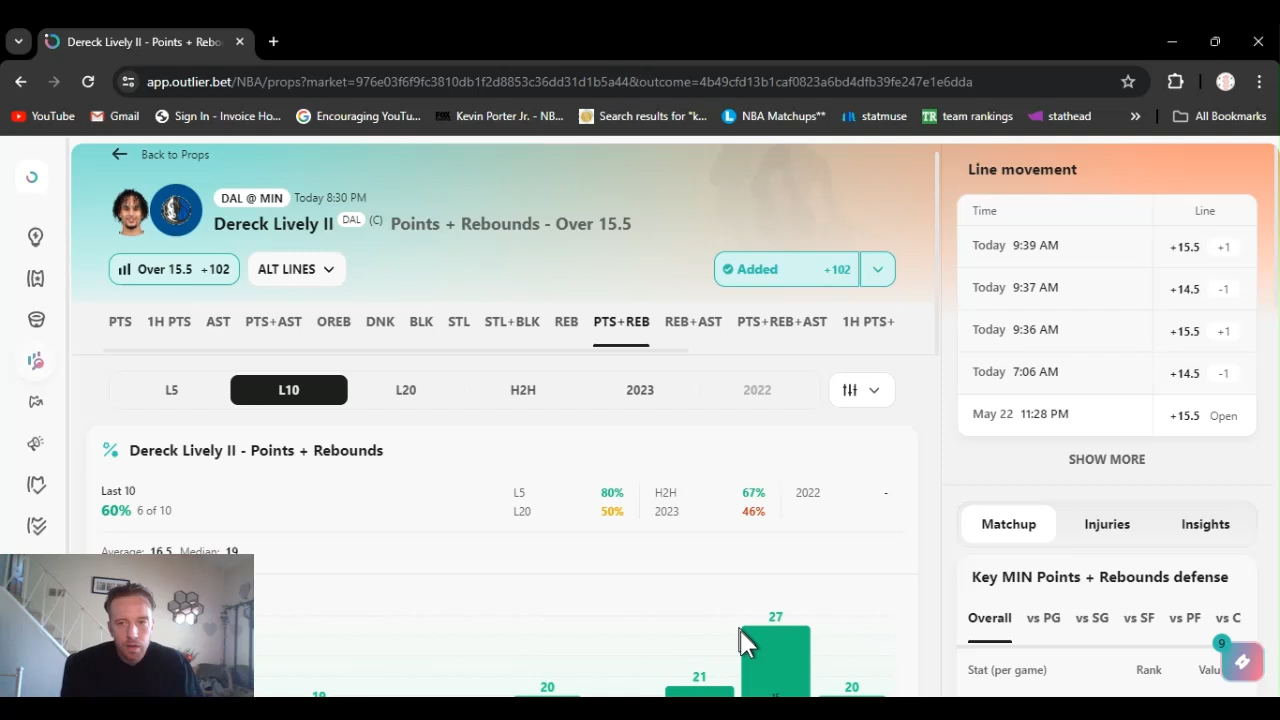 Dereck Lively II - Points + Rebo
app.outlier.bet/NBA/props?market=976e03f6f9fc3810db1f2d8853c36dd31d1b5a44&outcome=4b49cfd13b1caf0823a6bd4dfb39fe247e1e6dda
YouTube Gmail Sign In - Invoice Ho... Encouraging YouTu... Kevin Porter Jr. - NB... Search results for "k... NBA Matchups** statmuse team rankings stathead » All Bookmarks
Back to Props
DAL @ MIN Today 8:30 PM
Dereck Lively II DAL (C) Points + Rebounds - Over 15.5
Over 15.5 +102 ALT LINES Added +102
PTS 1H PTS AST PTS+AST OREB DNK BLK STL STL+BLK REB PTS+REB REB+AST PTS+REB+AST 1H PTS+
L5 L10 L20 H2H 2023 2022
% Dereck Lively II - Points + Rebounds
Last 10
60% 6 of 10
L5 80% H2H 67% 2022 -
L20 50% 2023 46%
Average: 16.5 Median: 19
27
21
20
20
19
15
Line movement
Time Line
Today 9:39 AM +15.5 +1
Today 9:37 AM +14.5 -1
Today 9:36 AM +15.5 +1
Today 7:06 AM +14.5 -1
May 22 11:28 PM +15.5 Open
SHOW MORE
Matchup Injuries Insights
Key MIN Points + Rebounds defense
Overall vs PG vs SG vs SF vs PF vs C
9
Stat (per game) Rank Valu